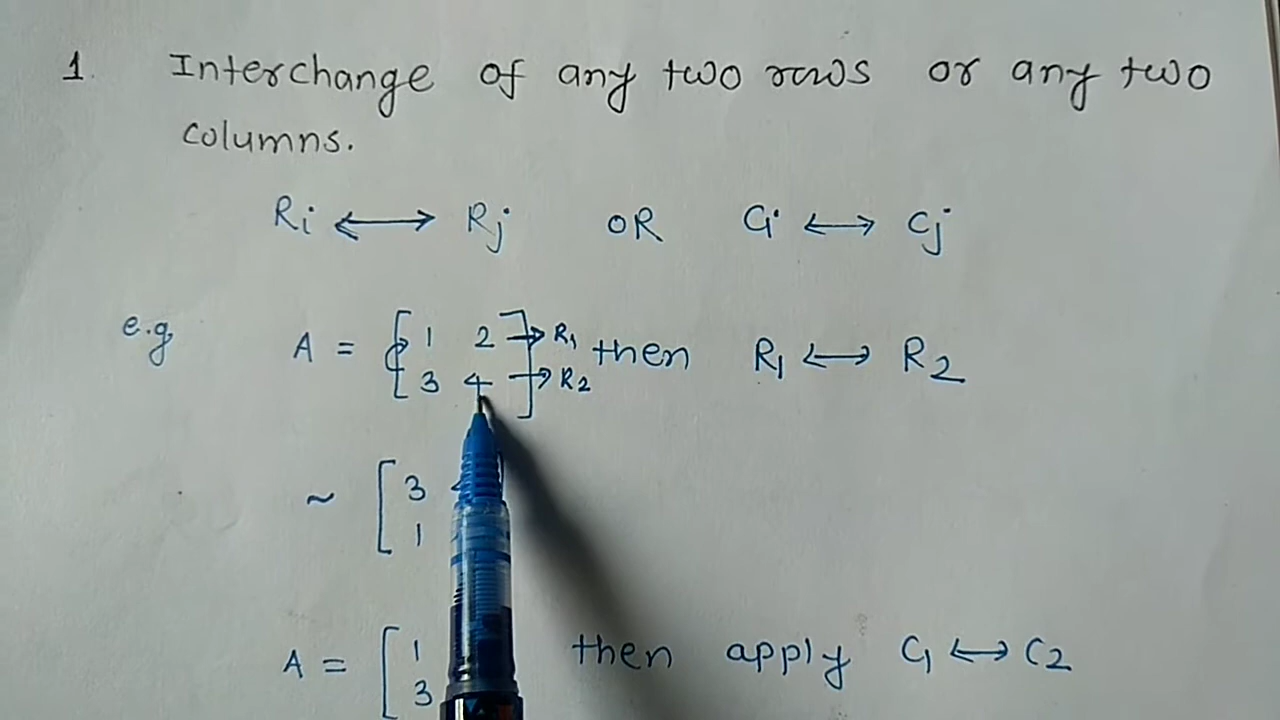 1. Interchange of any two rows or any two
columns.
Ri ⟷ Rj OR Ci ⟷ Cj
e.g A = [ 1 2 ] → R1 then R1 ⟷ R2
3 4 → R2
~ [ 3
1
A = [ 1 then apply C1 ⟷ C2
3